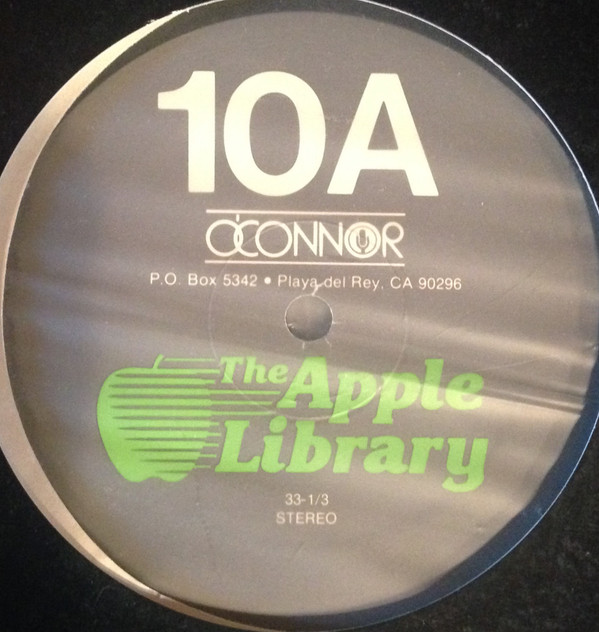 10A
O'CONNOR
P.O. Box 5342 • Playa del Rey, CA 90296
The Apple
Library
33-1/3
STEREO